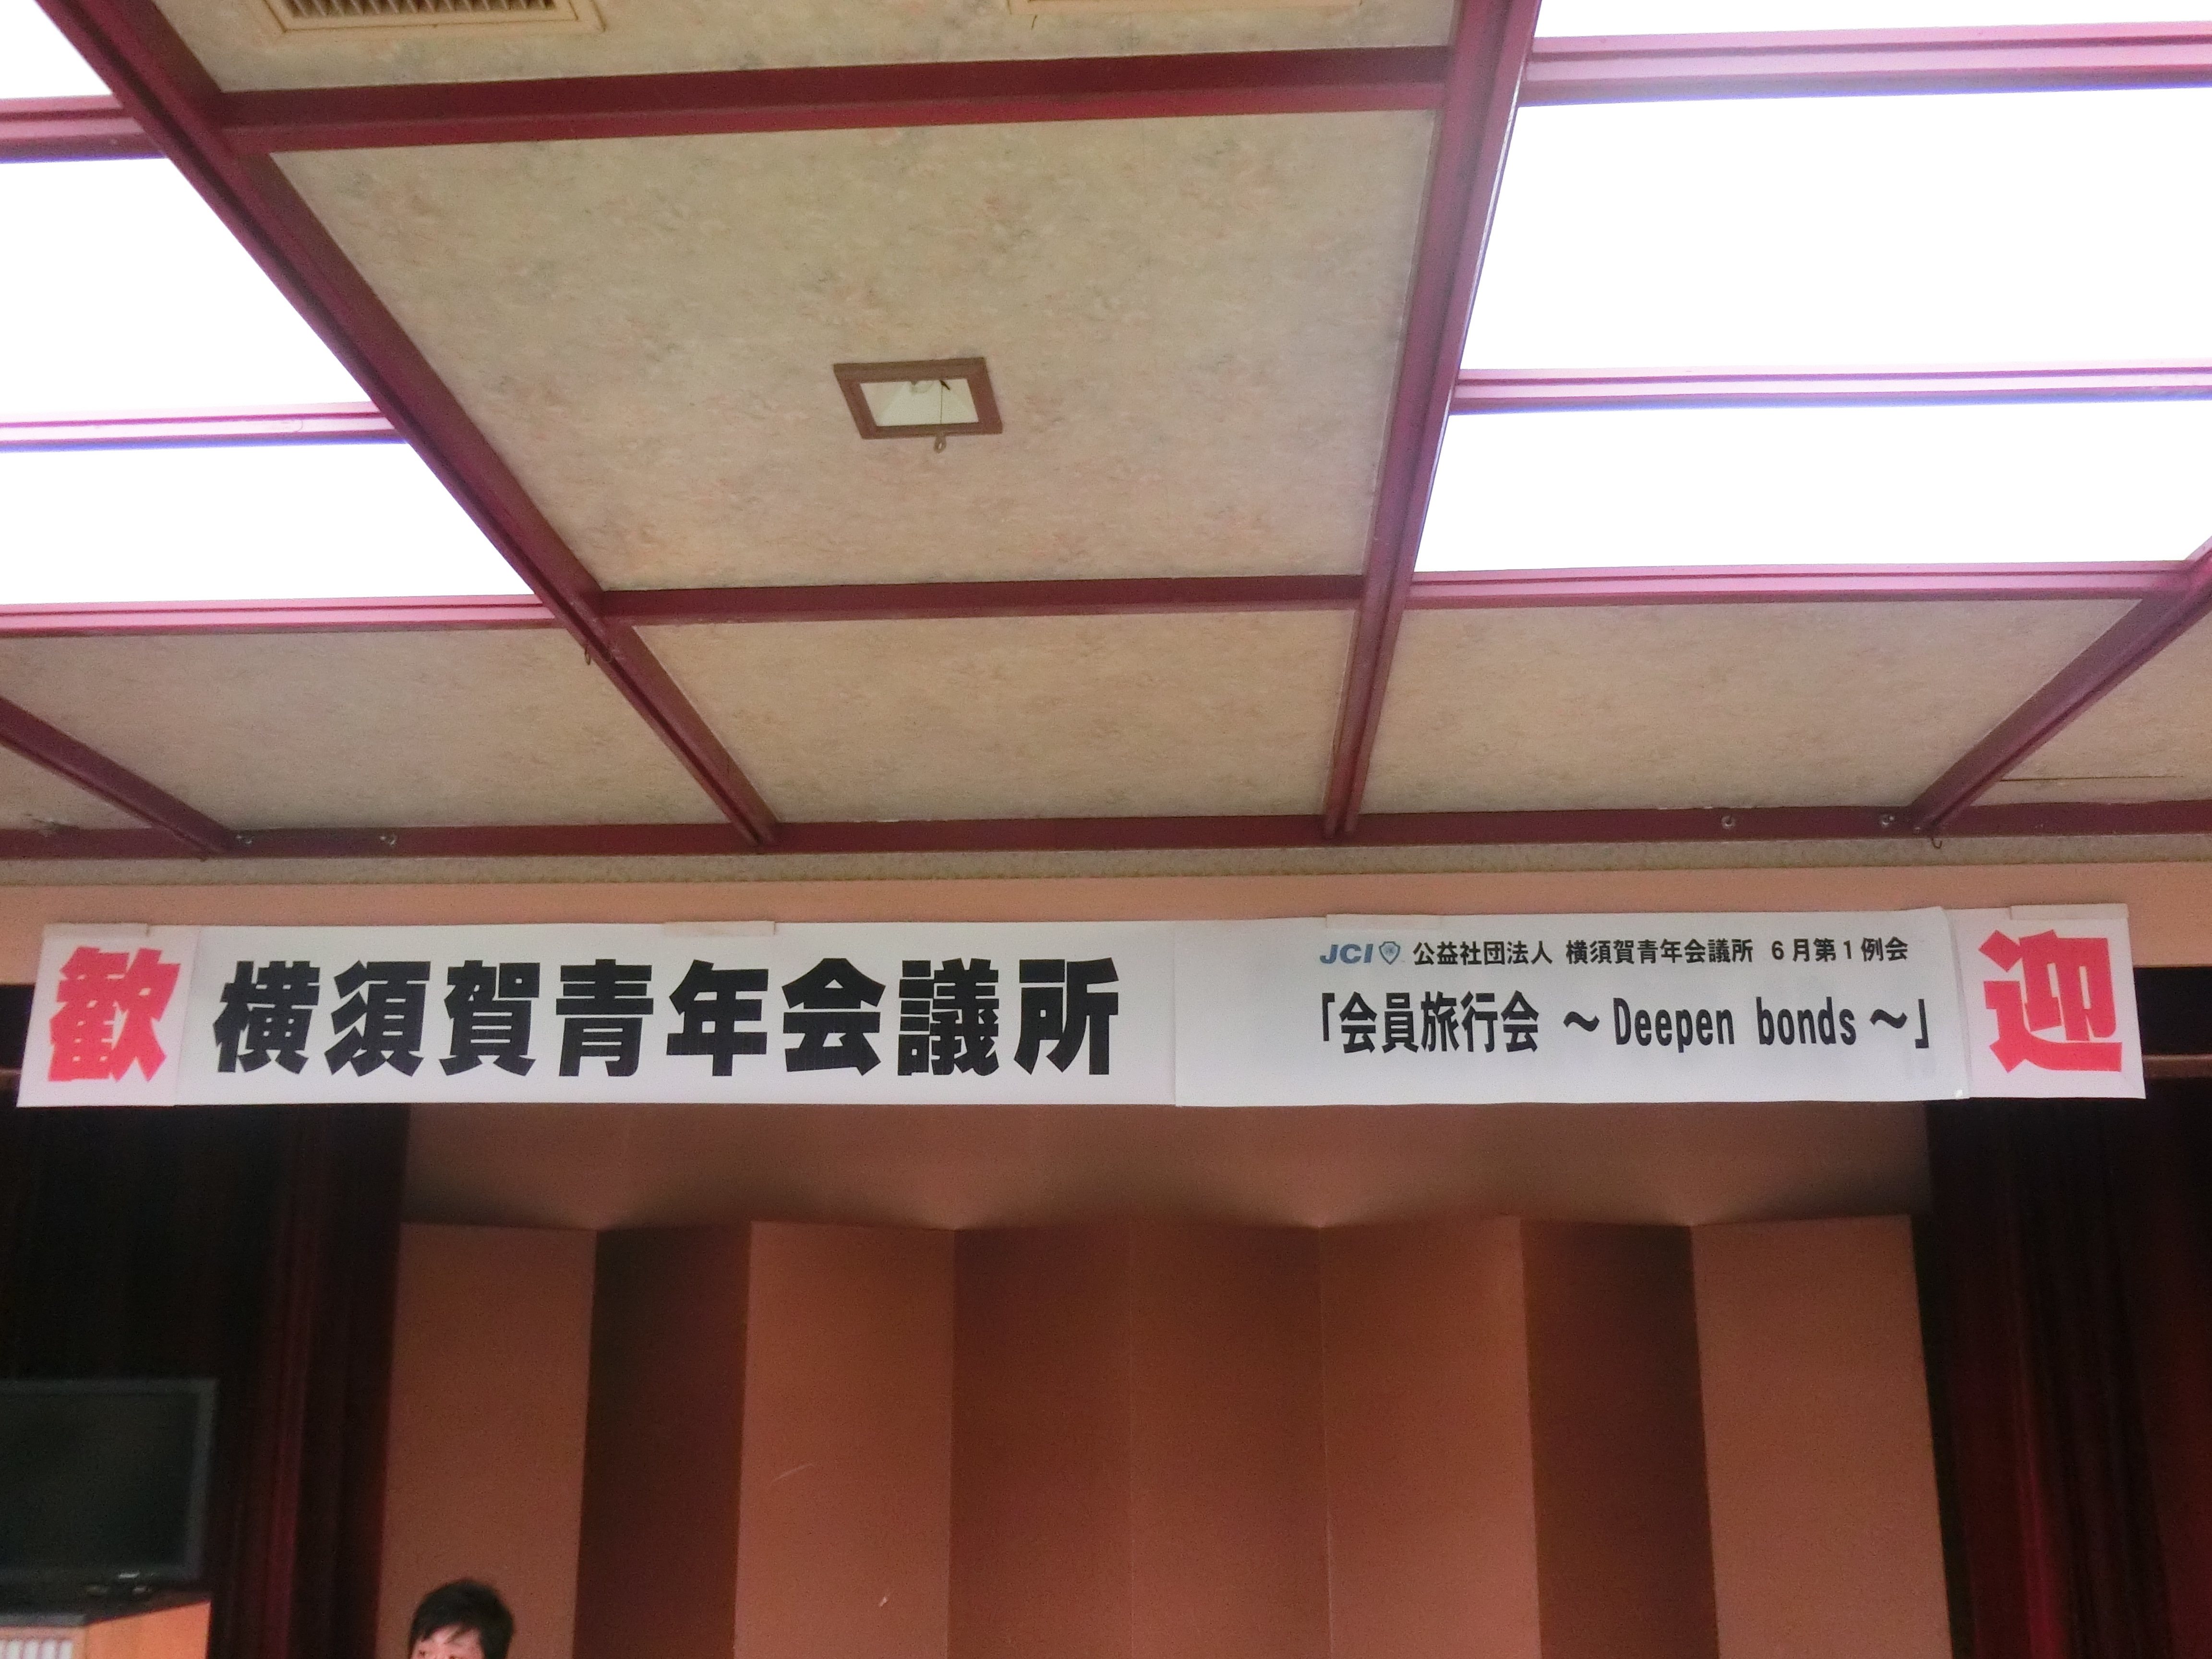 歓 横須賀青年会議所
JCI 公益社団法人 横須賀青年会議所 6月第1例会
「会員旅行会 ～Deepen bonds～」
迎